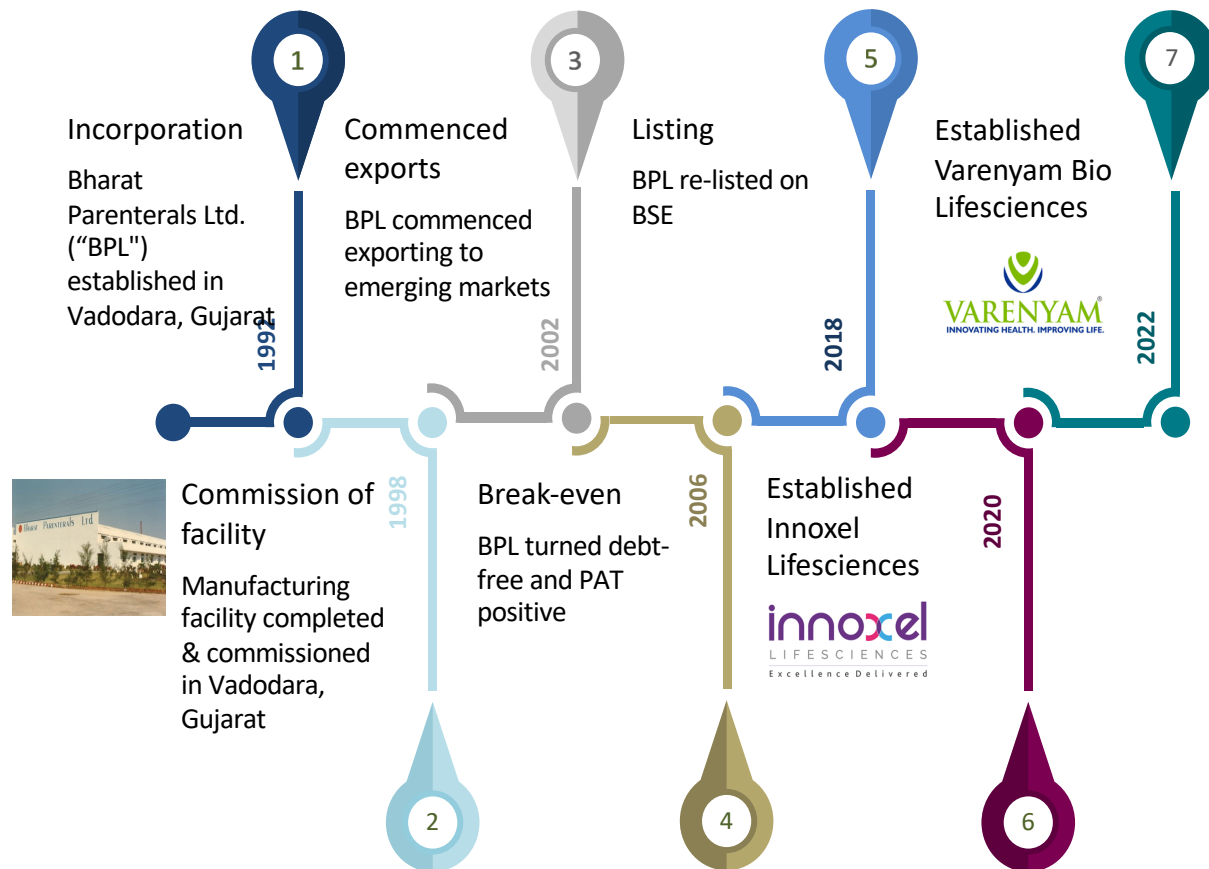 1
Incorporation
Bharat
Parenterals Ltd.
(“BPL")
established in
Vadodara, Gujarat
1992
2
Commission of
facility
Manufacturing
facility completed
& commissioned
in Vadodara,
Gujarat
1998
BHARAT PARENTERALS Ltd.
3
Commenced
exports
BPL commenced
exporting to
emerging markets
2002
4
Break-even
BPL turned debt-
free and PAT
positive
2006
5
Listing
BPL re-listed on
BSE
2018
6
Established
Innoxel
Lifesciences
innoxel
LIFESCIENCES
Excellence Delivered
2020
7
Established
Varenyam Bio
Lifesciences
VARENYAM®
INNOVATING HEALTH. IMPROVING LIFE.
2022